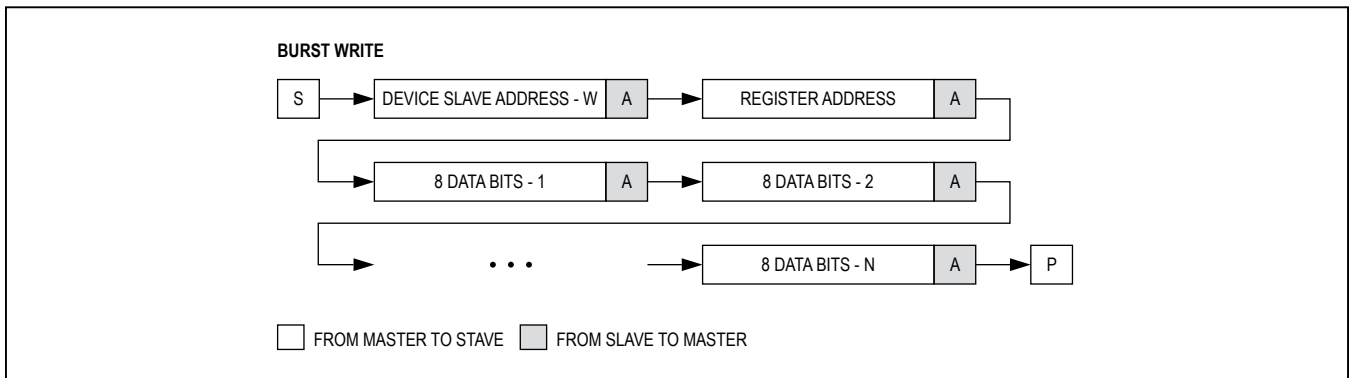 BURST WRITE
S DEVICE SLAVE ADDRESS - W A REGISTER ADDRESS A
8 DATA BITS - 1 A 8 DATA BITS - 2 A
• • • 8 DATA BITS - N A P
FROM MASTER TO STAVE FROM SLAVE TO MASTER